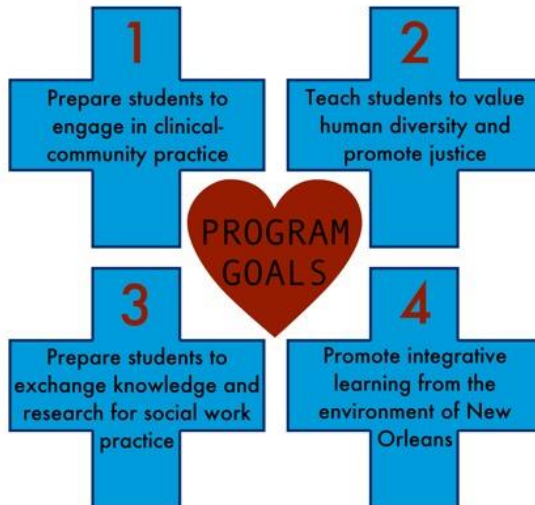 1
Prepare students to
engage in clinical-
community practice
2
Teach students to value
human diversity and
promote justice
PROGRAM
GOALS
3
Prepare students to
exchange knowledge and
research for social work
practice
4
Promote integrative
learning from the
environment of New
Orleans